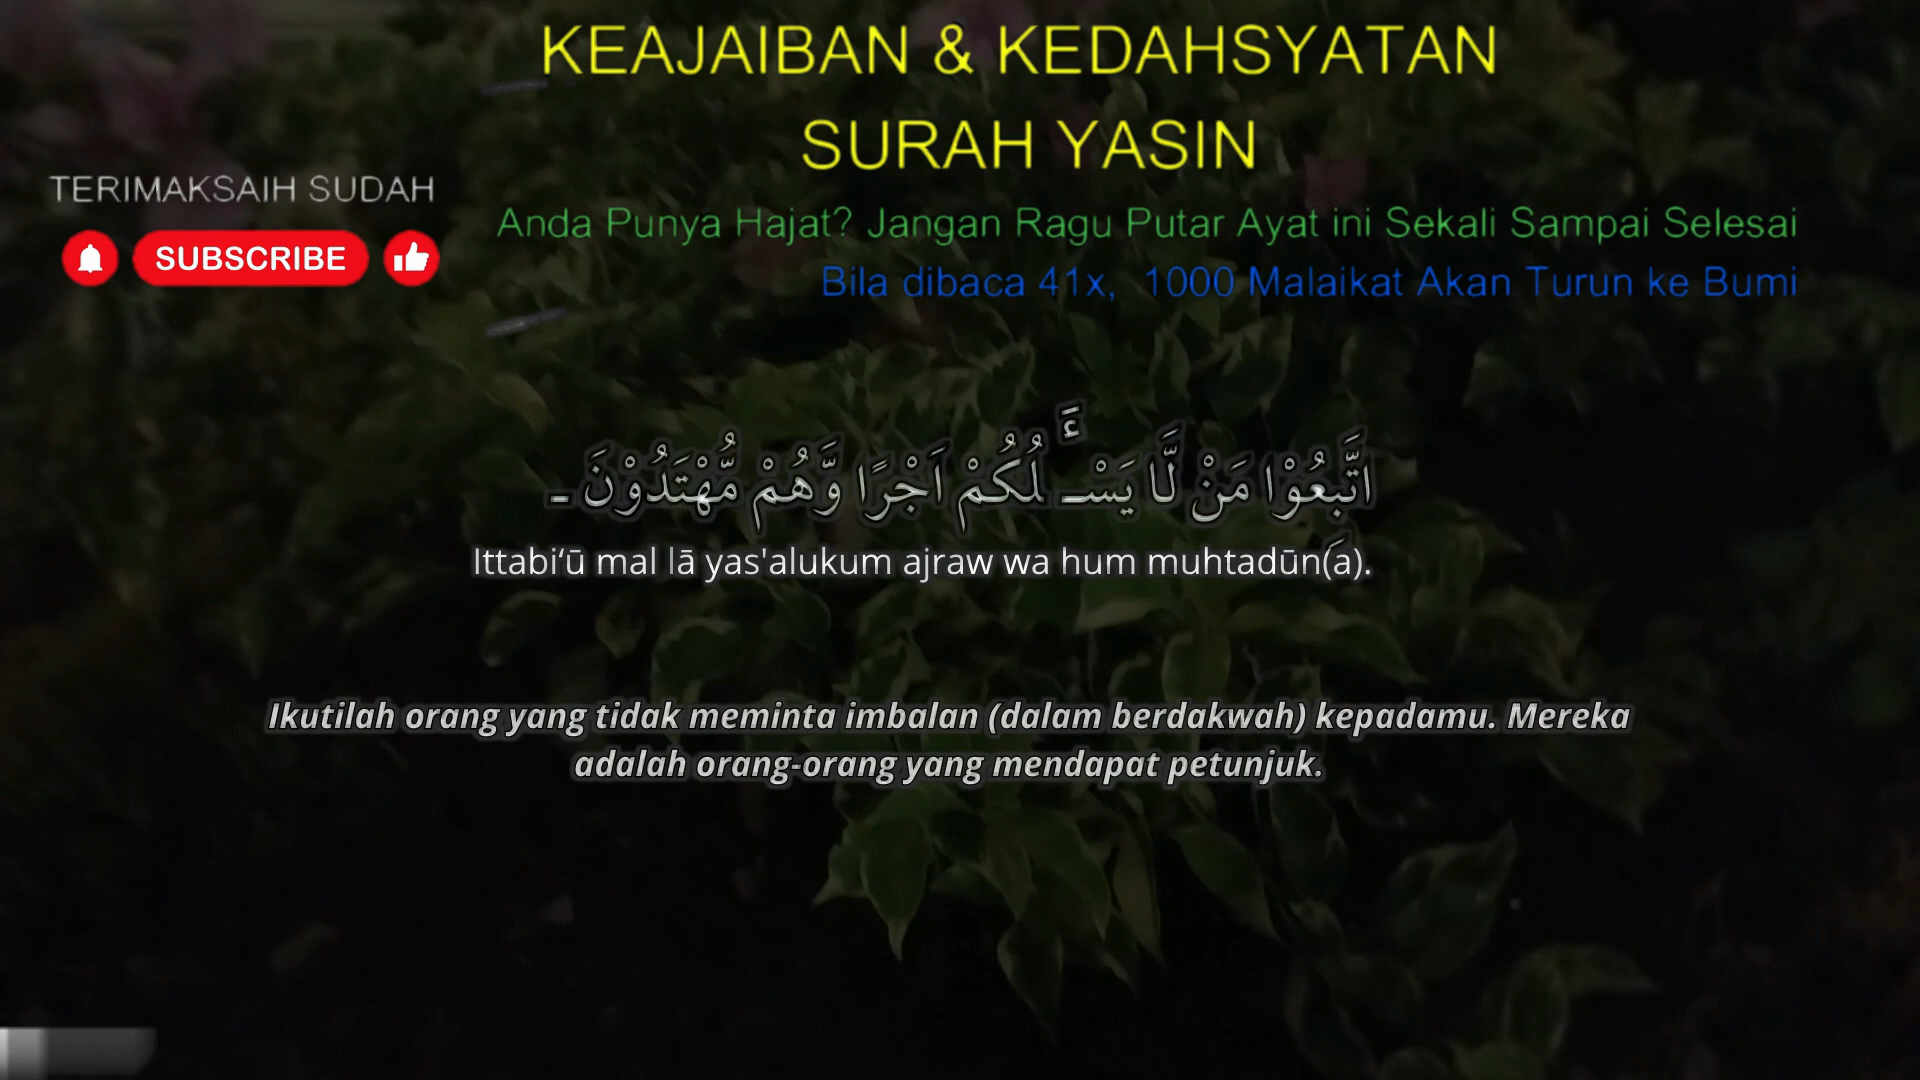 KEAJAIBAN & KEDAHSYATAN
SURAH YASIN
TERIMAKSAIH SUDAH
SUBSCRIBE
Anda Punya Hajat? Jangan Ragu Putar Ayat ini Sekali Sampai Selesai
Bila dibaca 41x, 1000 Malaikat Akan Turun ke Bumi
اتَّبِعُوْا مَنْ لَّا يَسْـَٔلُكُمْ اَجْرًا وَّهُمْ مُّهْتَدُوْنَ ـ
Ittabi‘ū mal lā yas'alukum ajraw wa hum muhtadūn(a).
Ikutilah orang yang tidak meminta imbalan (dalam berdakwah) kepadamu. Mereka
adalah orang-orang yang mendapat petunjuk.